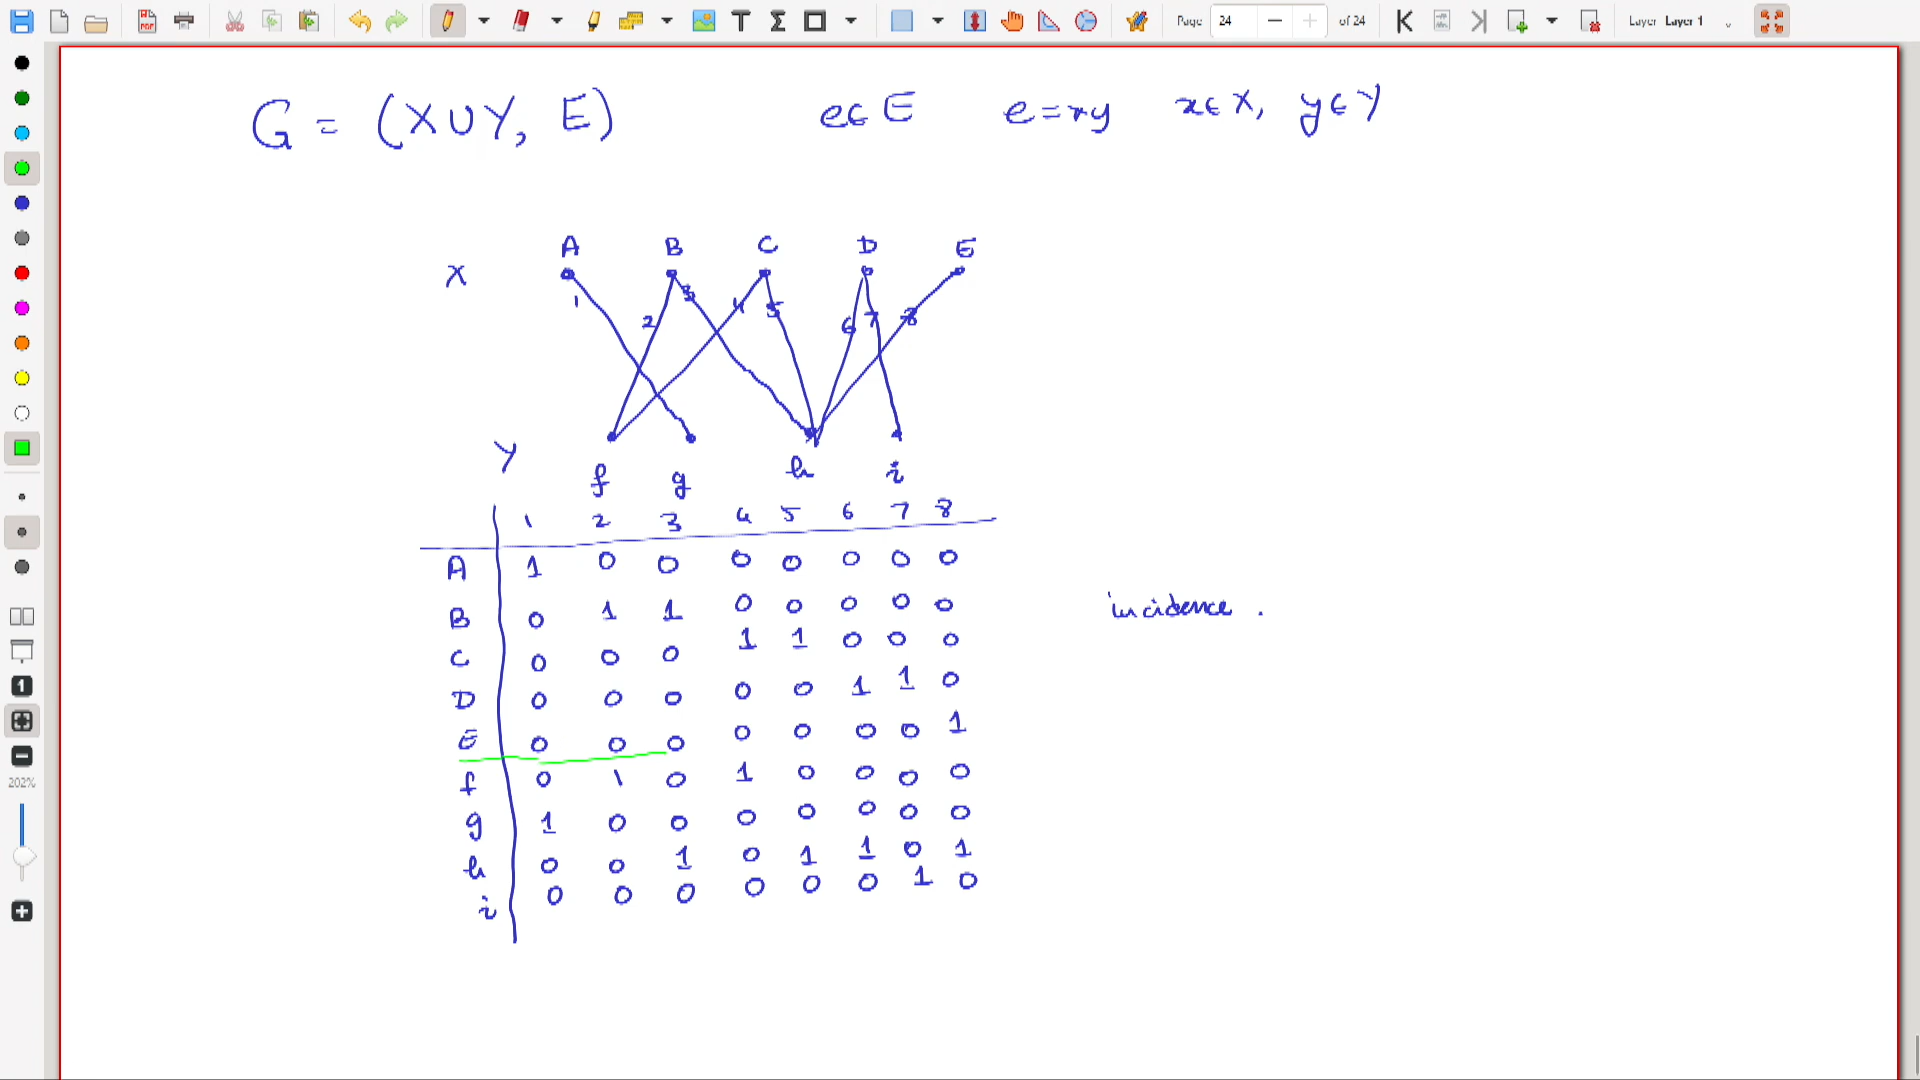 Page 24 of 24 Layer Layer 1
G = (X∪Y, E) e∈E e=xy x∈X, y∈Y
A B C D E
X
1 2 3 4 5 6 7 8
Y
f g h i
1 2 3 4 5 6 7 8
A 1 0 0 0 0 0 0 0
B 0 1 1 0 0 0 0 0
incidence .
C 0 0 0 1 1 0 0 0
D 0 0 0 0 0 1 1 0
E 0 0 0 0 0 0 0 1
f 0 1 0 1 0 0 0 0
g 1 0 0 0 0 0 0 0
h 0 0 1 0 1 1 0 1
i 0 0 0 0 0 0 1 0
1
202%